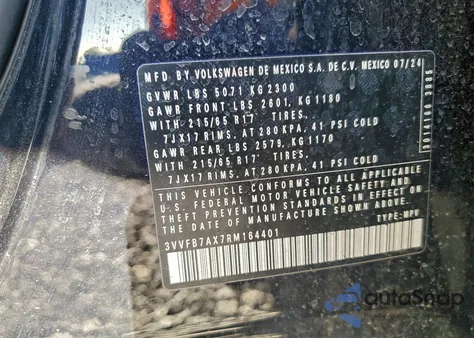 MFD. BY VOLKSWAGEN DE MEXICO S.A. DE C.V. MEXICO 07/24
GVWR LBS 5071 KG 2300
GAWR FRONT LBS 2601, KG 1180
WITH 215/65 R17 TIRES,
7JX17 RIMS, AT 280 KPA, 41 PSI COLD
GAWR REAR LBS 2579, KG 1170
WITH 215/65 R17 TIRES,
7JX17 RIMS, AT 280 KPA, 41 PSI COLD
THIS VEHICLE CONFORMS TO ALL APPLICABLE
U.S. FEDERAL MOTOR VEHICLE SAFETY AND
THEFT PREVENTION STANDARDS IN EFFECT ON
THE DATE OF MANUFACTURE SHOWN ABOVE.
3VVFB7AX7RM164401
TYPE: MPV
autoSnap